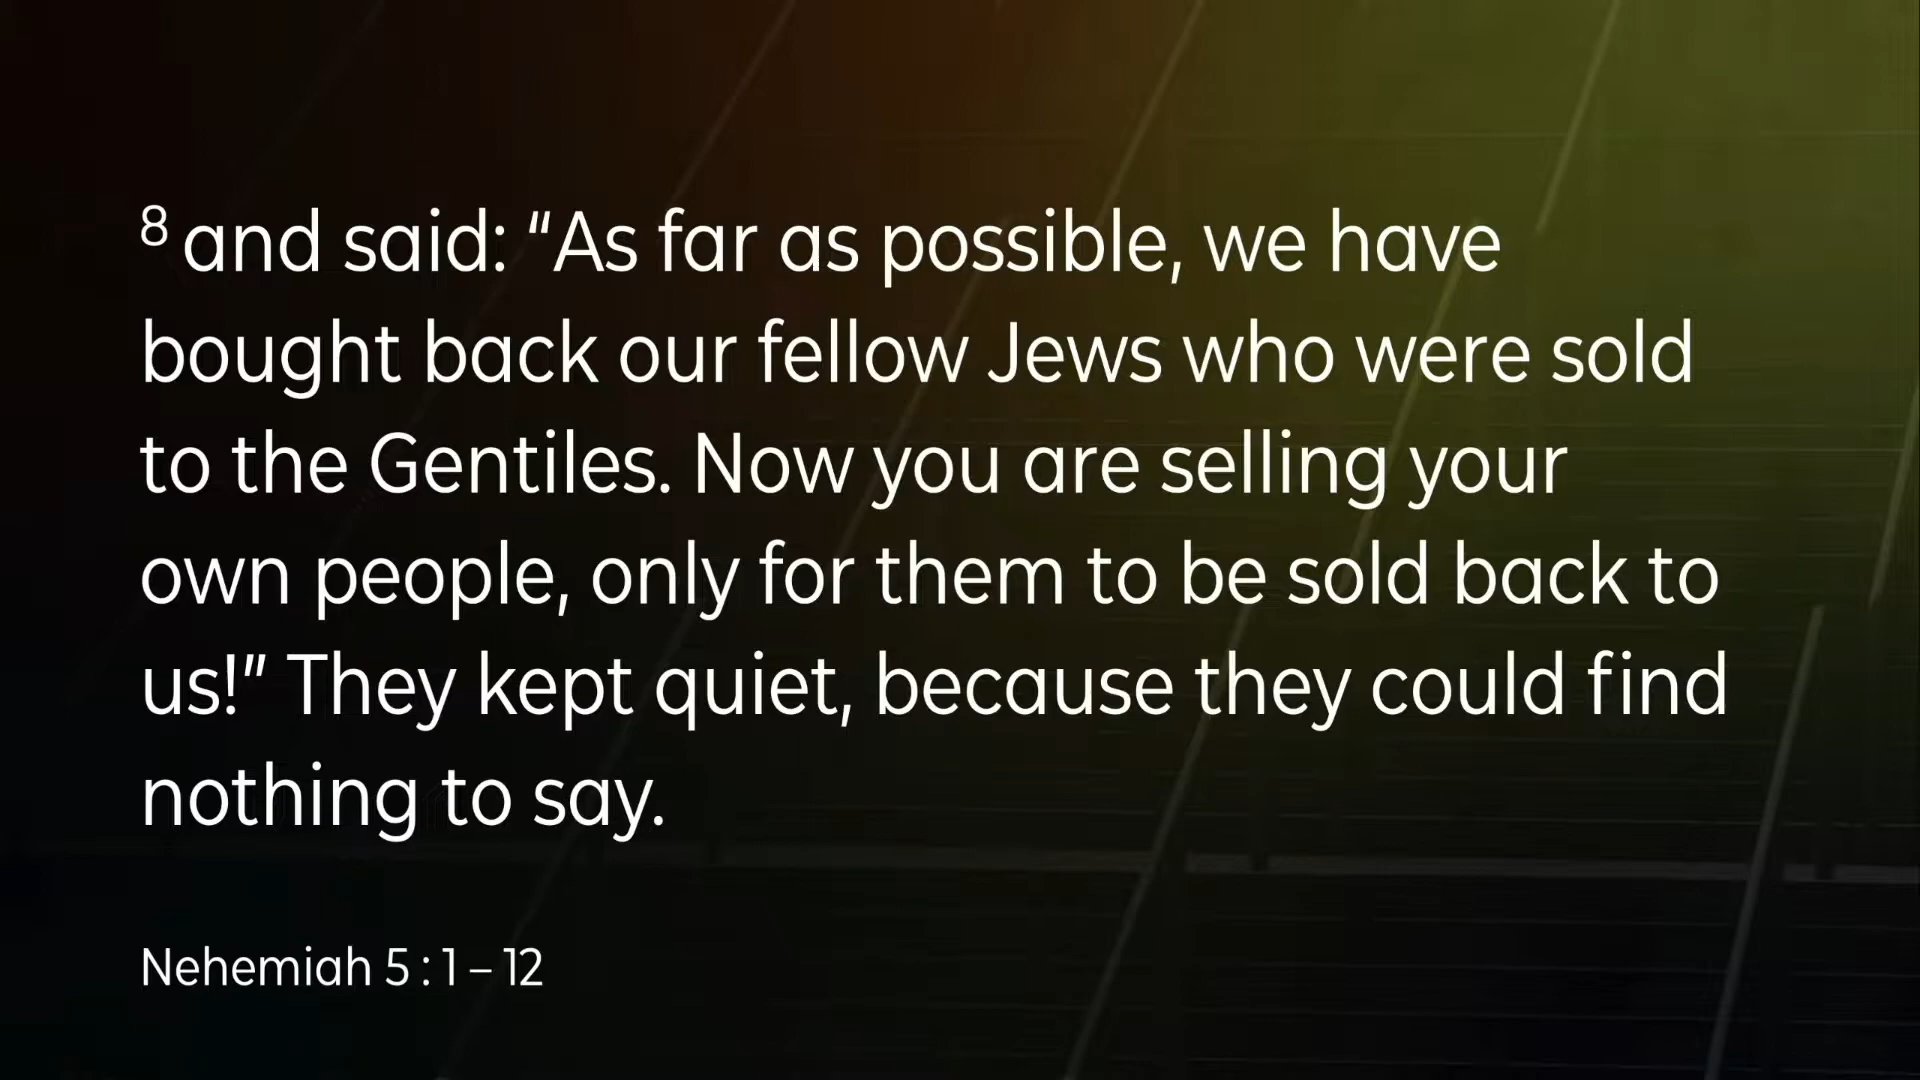 8 and said: “As far as possible, we have
bought back our fellow Jews who were sold
to the Gentiles. Now you are selling your
own people, only for them to be sold back to
us!” They kept quiet, because they could find
nothing to say.
Nehemiah 5 : 1 – 12